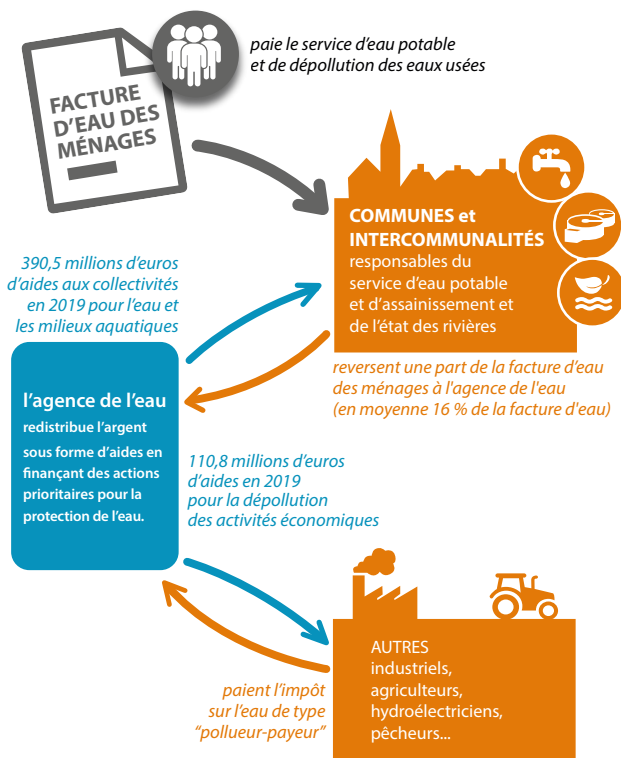 paie le service d'eau potable
et de dépollution des eaux usées
FACTURE
D'EAU DES
MÉNAGES
COMMUNES et
INTERCOMMUNALITÉS
responsables du
service d'eau potable
et d'assainissement et
de l'état des rivières
390,5 millions d'euros
d'aides aux collectivités
en 2019 pour l'eau et
les milieux aquatiques
reversent une part de la facture d'eau
des ménages à l'agence de l'eau
(en moyenne 16 % de la facture d'eau)
l'agence de l'eau
redistribue l'argent
sous forme d'aides en
finançant des actions
prioritaires pour la
protection de l'eau.
110,8 millions d'euros
d'aides en 2019
pour la dépollution
des activités économiques
AUTRES
industriels,
agriculteurs,
hydroélectriciens,
pêcheurs...
paient l'impôt
sur l'eau de type
"pollueur-payeur"